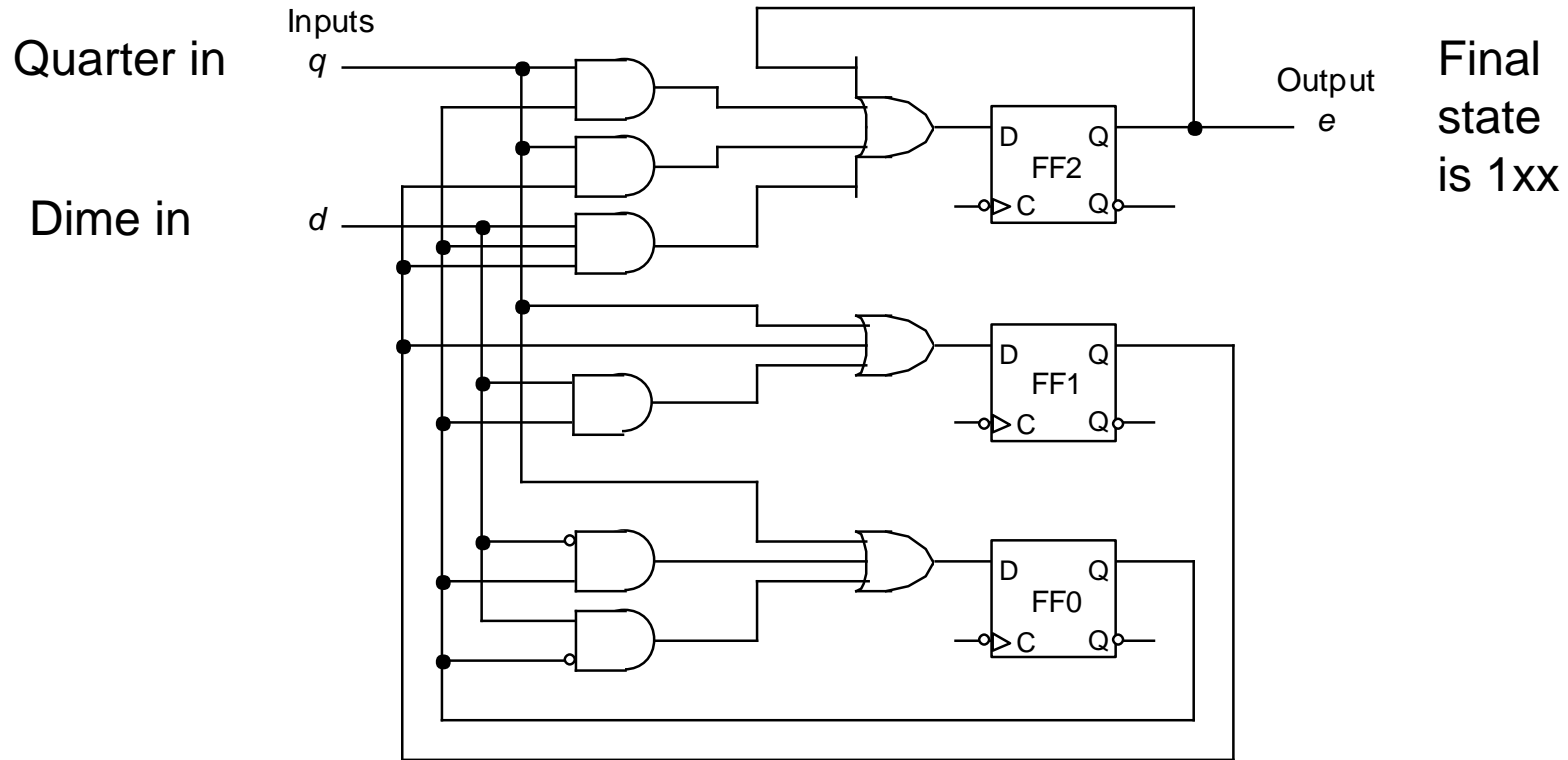 Inputs
Quarter in
q
Dime in
d
D Q
FF2
C Q
Output
e
Final
state
is 1xx
D Q
FF1
C Q
D Q
FF0
C Q